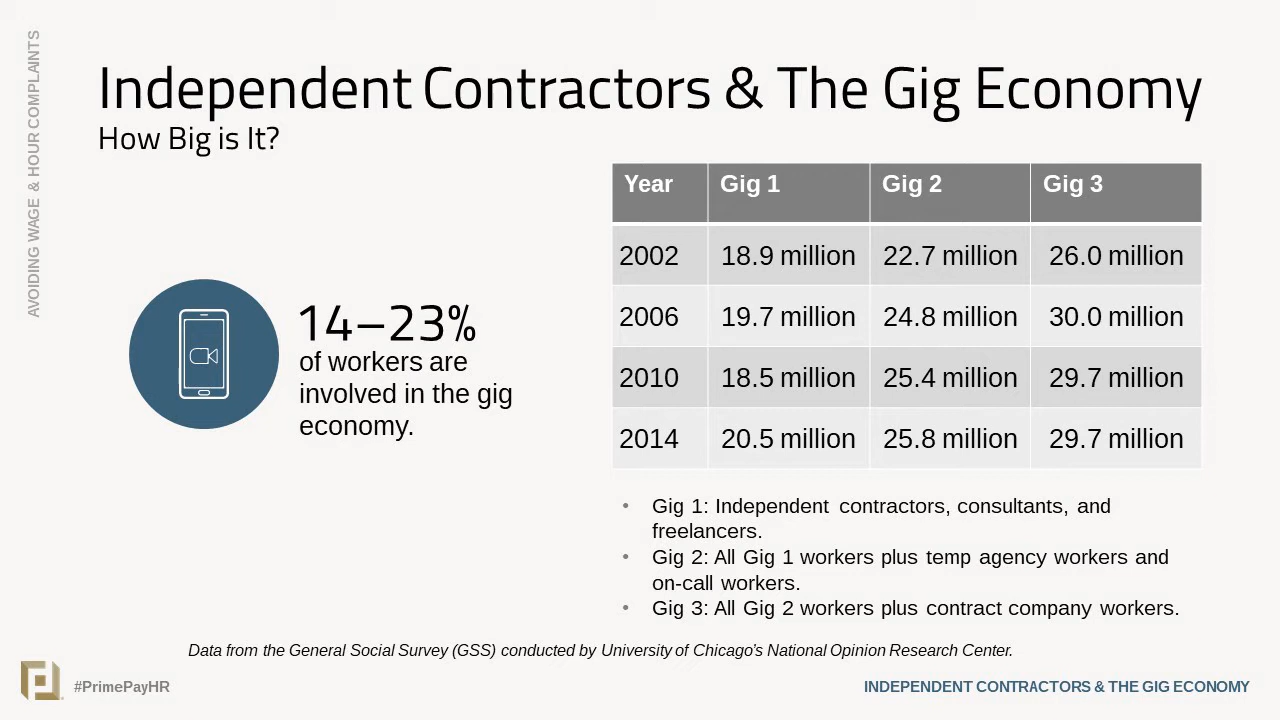 AVOIDING WAGE & HOUR COMPLAINTS
Independent Contractors & The Gig Economy
How Big is It?
14–23%
of workers are
involved in the gig
economy.
Year Gig 1 Gig 2 Gig 3
2002 18.9 million 22.7 million 26.0 million
2006 19.7 million 24.8 million 30.0 million
2010 18.5 million 25.4 million 29.7 million
2014 20.5 million 25.8 million 29.7 million
• Gig 1: Independent contractors, consultants, and
freelancers.
• Gig 2: All Gig 1 workers plus temp agency workers and
on-call workers.
• Gig 3: All Gig 2 workers plus contract company workers.
Data from the General Social Survey (GSS) conducted by University of Chicago's National Opinion Research Center.
#PrimePayHR
INDEPENDENT CONTRACTORS & THE GIG ECONOMY